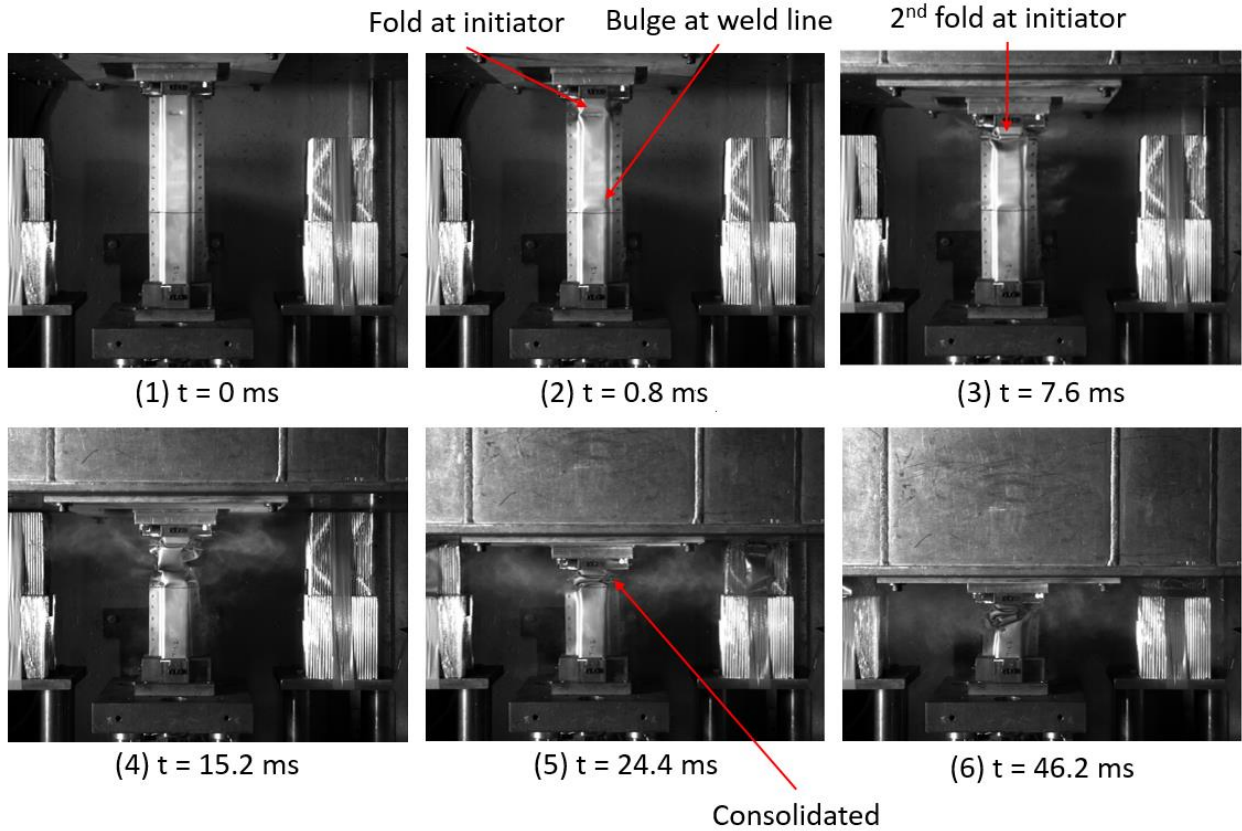 Fold at initiator
Bulge at weld line
2nd fold at initiator
(1) t = 0 ms
(2) t = 0.8 ms
(3) t = 7.6 ms
(4) t = 15.2 ms
(5) t = 24.4 ms
(6) t = 46.2 ms
Consolidated